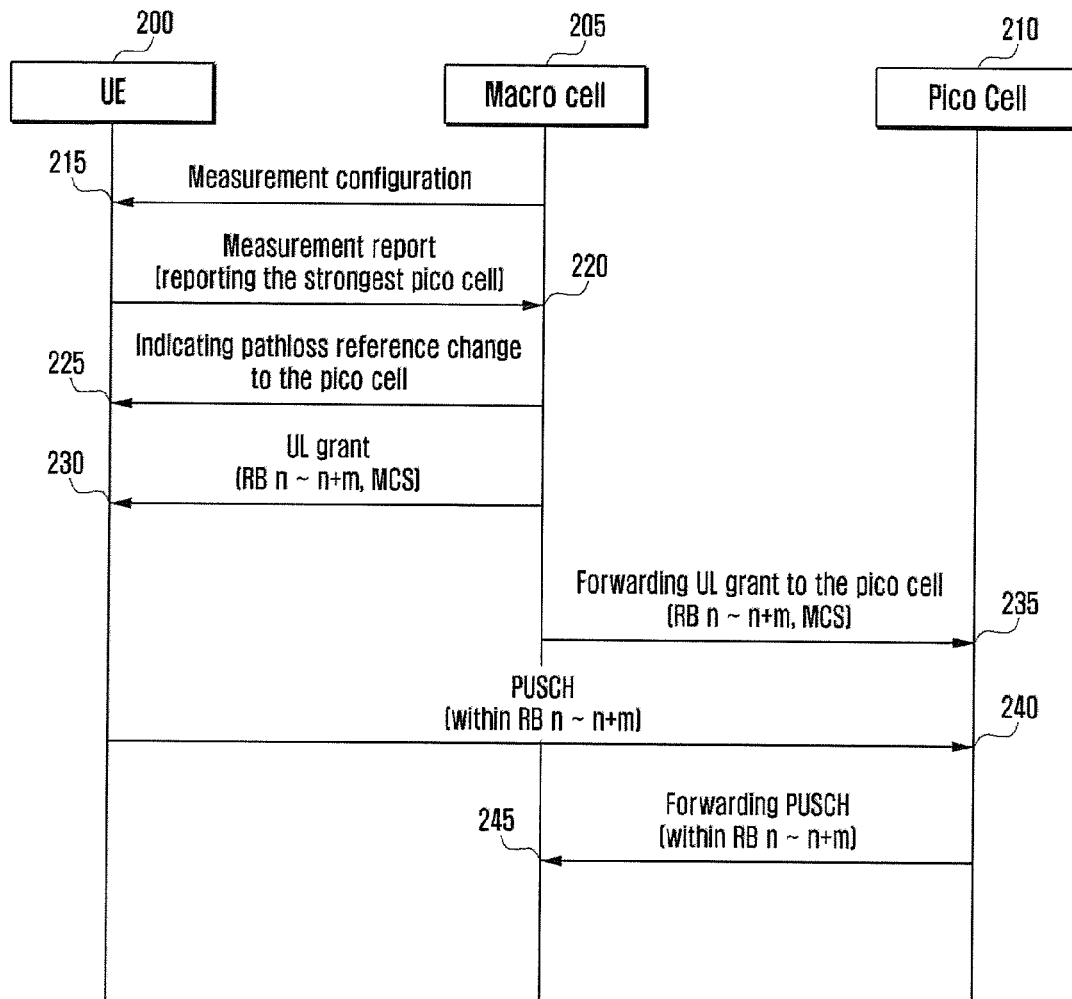 200
205
210
UE
Macro cell
Pico Cell
215
Measurement configuration
Measurement report
[reporting the strongest pico cell]
220
Indicating pathloss reference change
to the pico cell
225
UL grant
(RB n ~ n+m, MCS)
230
Forwarding UL grant to the pico cell
(RB n ~ n+m, MCS)
235
PUSCH
(within RB n ~ n+m)
240
Forwarding PUSCH
(within RB n ~ n+m)
245